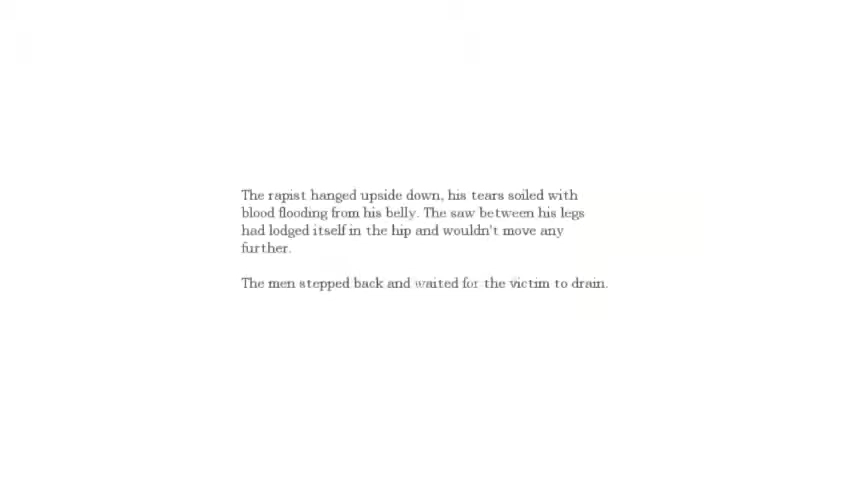 The rapist hanged upside down, his tears soiled with
blood flooding from his belly. The saw between his legs
had lodged itself in the hip and wouldn't move any
further.
The men stepped back and waited for the victim to drain.